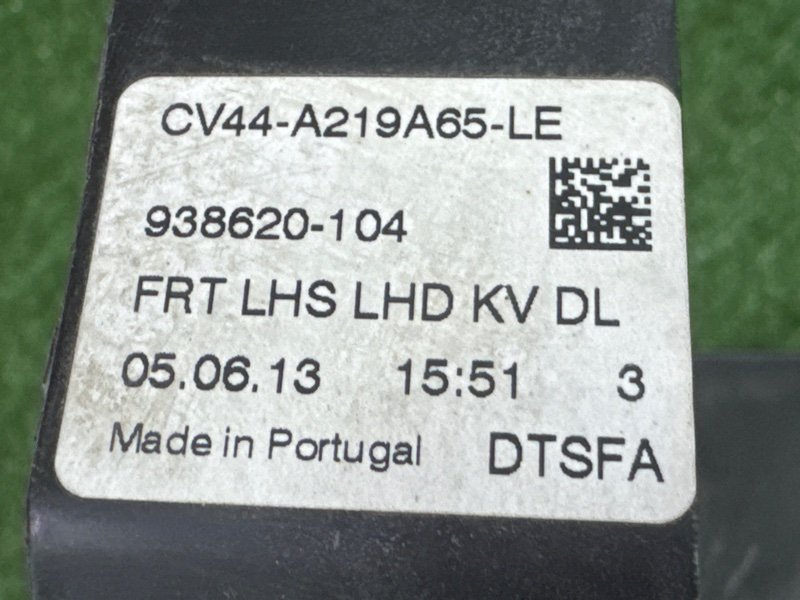 CV44-A219A65-LE
938620-104
FRT LHS LHD KV DL
05.06.13 15:51 3
Made in Portugal DTSFA